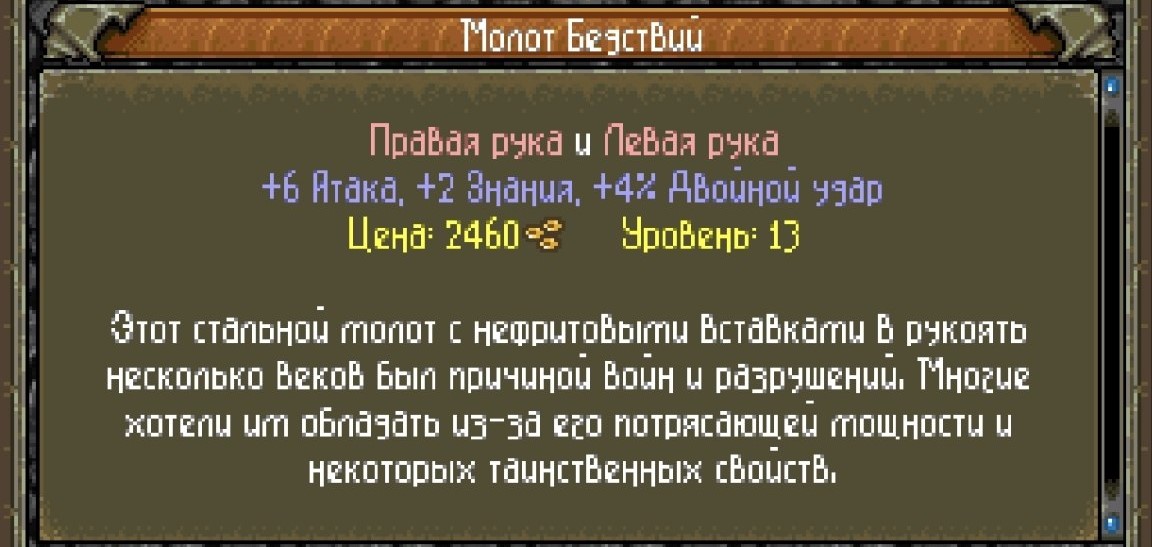 Молот Бедствий
Правая рука и Левая рука
+6 Атака, +2 Знания, +4% Двойной удар
Цена: 2460 Уровень: 13
Этот стальной молот с нефритовыми вставками в рукоять
несколько веков был причиной войн и разрушений. Многие
хотели им обладать из-за его потрясающей мощности и
некоторых таинственных свойств.